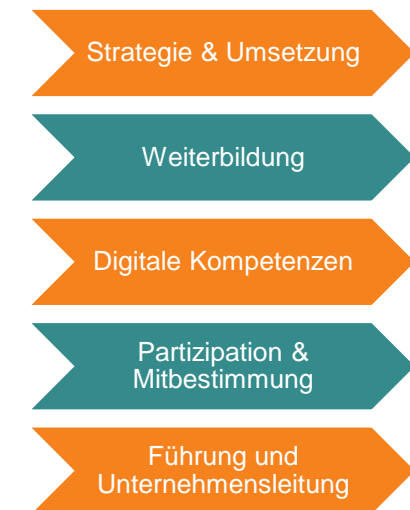 Strategie & Umsetzung
Weiterbildung
Digitale Kompetenzen
Partizipation &
Mitbestimmung
Führung und
Unternehmensleitung